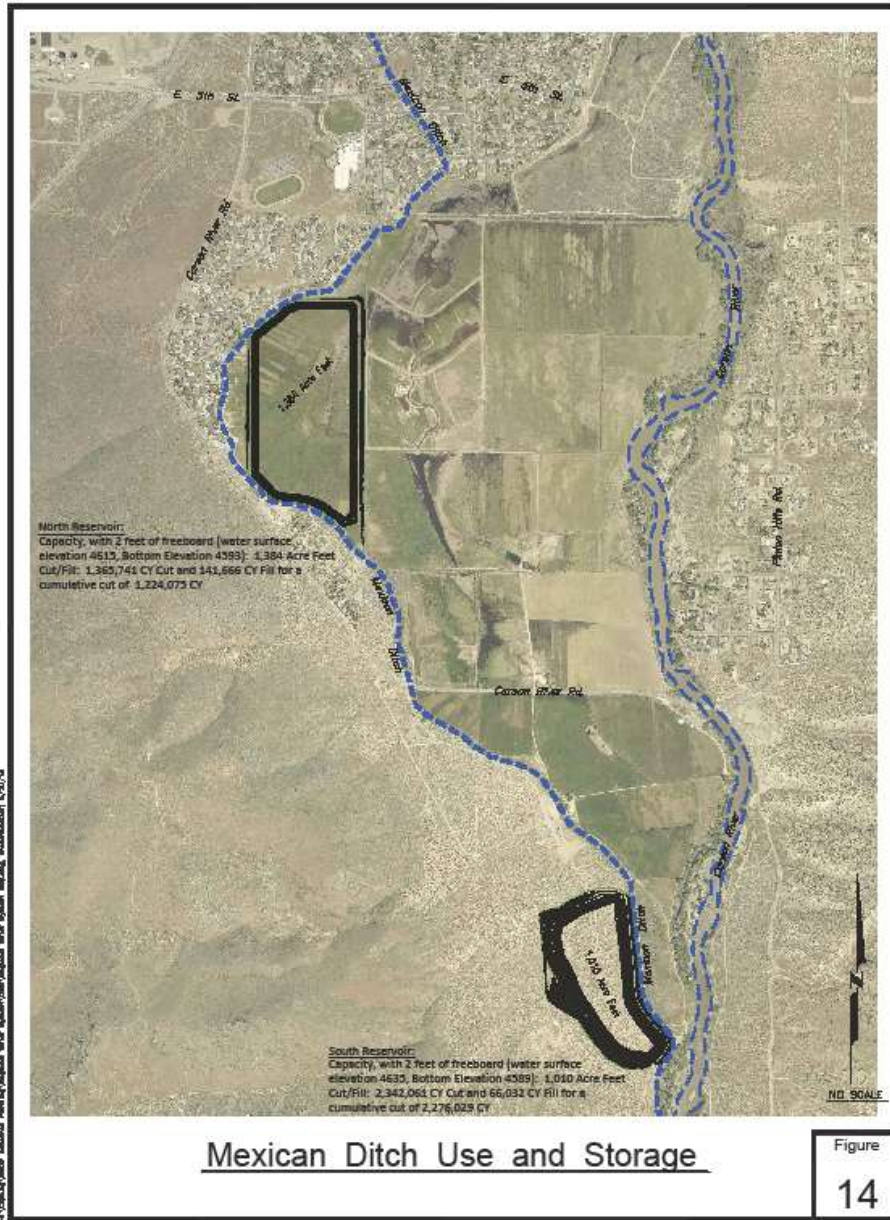 E 5th St.
E 5th St.
Mexican Ditch
Carson River Rd.
Carson River
1,384 Acre Feet
Pinion Hills Rd.
North Reservoir:
Capacity, with 2 feet of freeboard (water surface
elevation 4615, Bottom Elevation 4593): 1,384 Acre Feet
Cut/Fill: 1,365,741 CY Cut and 141,666 CY Fill for a
cumulative cut of 1,224,075 CY
Mexican Ditch
Carson River Rd.
Carson River
Mexican Ditch
1,010 Acre Feet
South Reservoir:
Capacity, with 2 feet of freeboard (water surface
elevation 4635, Bottom Elevation 4589): 1,010 Acre Feet
Cut/Fill: 2,342,061 CY Cut and 66,032 CY Fill for a
cumulative cut of 2,276,029 CY
N
NO SCALE
Mexican Ditch Use and Storage
Figure
14